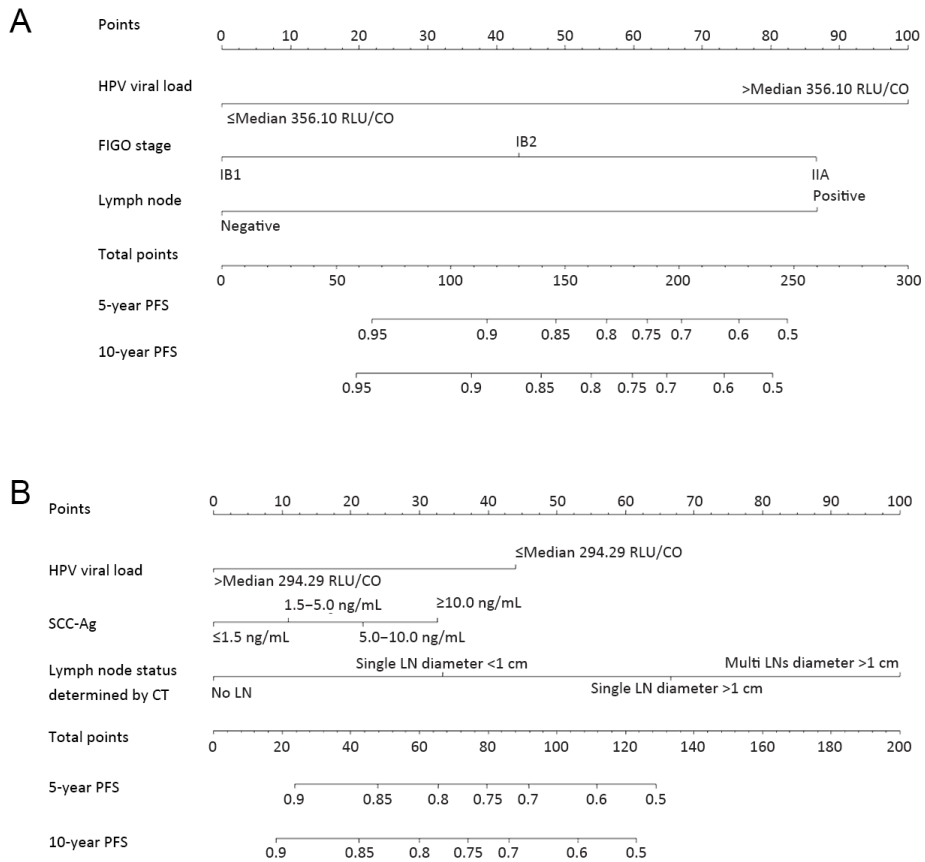 A
Points
0 10 20 30 40 50 60 70 80 90 100
HPV viral load
>Median 356.10 RLU/CO
≤Median 356.10 RLU/CO
FIGO stage
IB2
IB1
IIA
Lymph node
Positive
Negative
Total points
0 50 100 150 200 250 300
5-year PFS
0.95 0.9 0.85 0.8 0.75 0.7 0.6 0.5
10-year PFS
0.95 0.9 0.85 0.8 0.75 0.7 0.6 0.5
B
Points
0 10 20 30 40 50 60 70 80 90 100
HPV viral load
≤Median 294.29 RLU/CO
>Median 294.29 RLU/CO
SCC-Ag
1.5–5.0 ng/mL
≥10.0 ng/mL
≤1.5 ng/mL
5.0–10.0 ng/mL
Lymph node status
determined by CT
Single LN diameter <1 cm
Multi LNs diameter >1 cm
No LN
Single LN diameter >1 cm
Total points
0 20 40 60 80 100 120 140 160 180 200
5-year PFS
0.9 0.85 0.8 0.75 0.7 0.6 0.5
10-year PFS
0.9 0.85 0.8 0.75 0.7 0.6 0.5